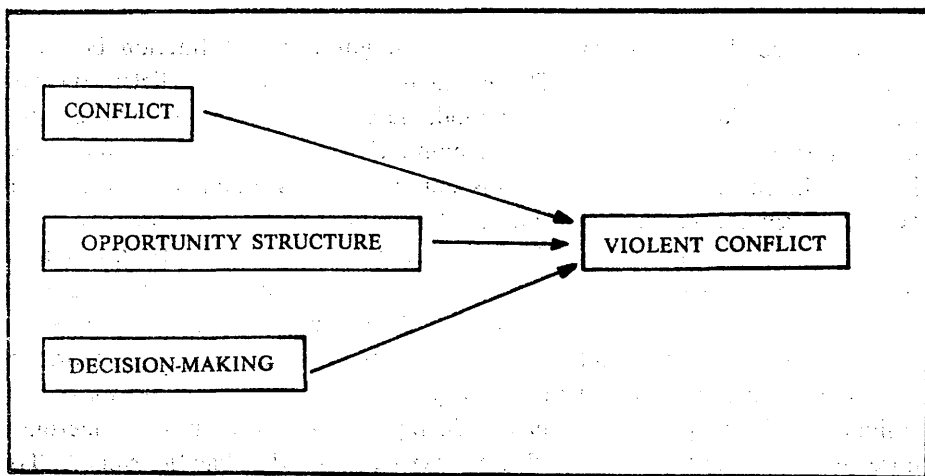 CONFLICT
OPPORTUNITY STRUCTURE
VIOLENT CONFLICT
DECISION-MAKING